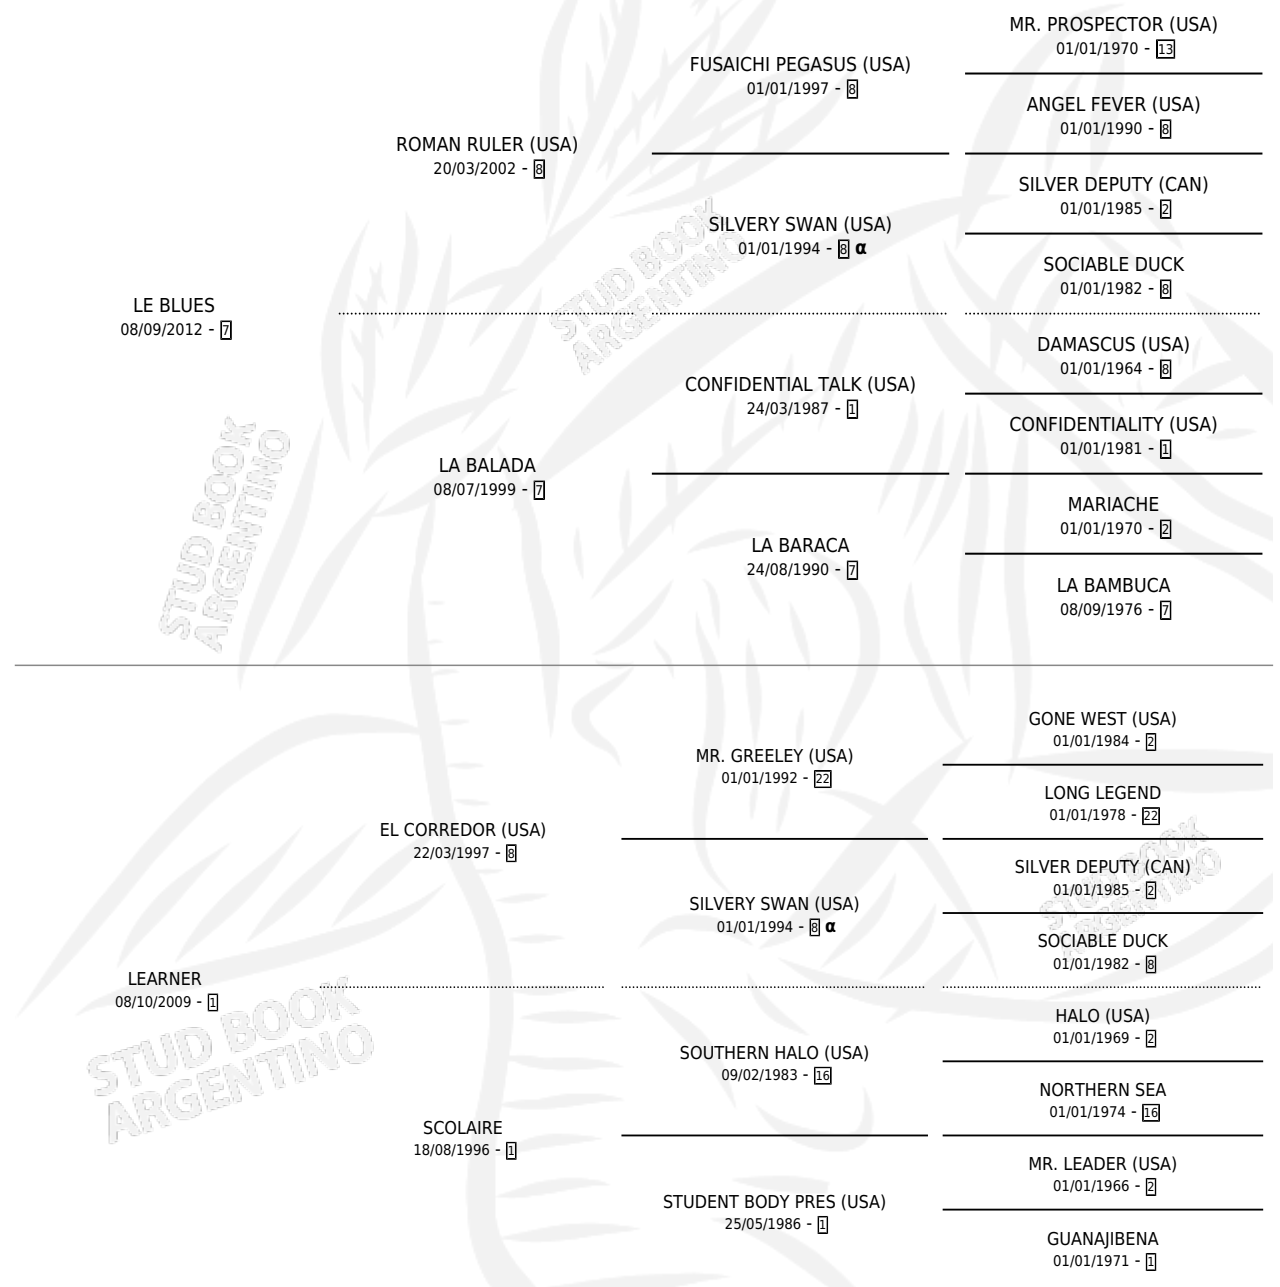 MR. PROSPECTOR (USA)
01/01/1970 - 13
FUSAICHI PEGASUS (USA)
01/01/1997 - 8
ANGEL FEVER (USA)
01/01/1990 - 8
ROMAN RULER (USA)
20/03/2002 - 8
SILVER DEPUTY (CAN)
01/01/1985 - 2
SILVERY SWAN (USA)
01/01/1994 - 8 α
SOCIABLE DUCK
01/01/1982 - 8
LE BLUES
08/09/2012 - 7
DAMASCUS (USA)
01/01/1964 - 8
CONFIDENTIAL TALK (USA)
24/03/1987 - 1
CONFIDENTIALITY (USA)
01/01/1981 - 1
LA BALADA
08/07/1999 - 7
MARIACHE
01/01/1970 - 2
LA BARACA
24/08/1990 - 7
LA BAMBUCA
08/09/1976 - 7
GONE WEST (USA)
01/01/1984 - 2
MR. GREELEY (USA)
01/01/1992 - 22
LONG LEGEND
01/01/1978 - 22
EL CORREDOR (USA)
22/03/1997 - 8
SILVER DEPUTY (CAN)
01/01/1985 - 2
SILVERY SWAN (USA)
01/01/1994 - 8 α
SOCIABLE DUCK
01/01/1982 - 8
LEARNER
08/10/2009 - 1
HALO (USA)
01/01/1969 - 2
SOUTHERN HALO (USA)
09/02/1983 - 16
NORTHERN SEA
01/01/1974 - 16
SCOLAIRE
18/08/1996 - 1
MR. LEADER (USA)
01/01/1966 - 2
STUDENT BODY PRES (USA)
25/05/1986 - 1
GUANAJIBENA
01/01/1971 - 1
STUD BOOK
ARGENTINO
STUD BOOK
ARGENTINO
STUD BOOK
ARGENTINO
STUD BOOK
ARGENTINO